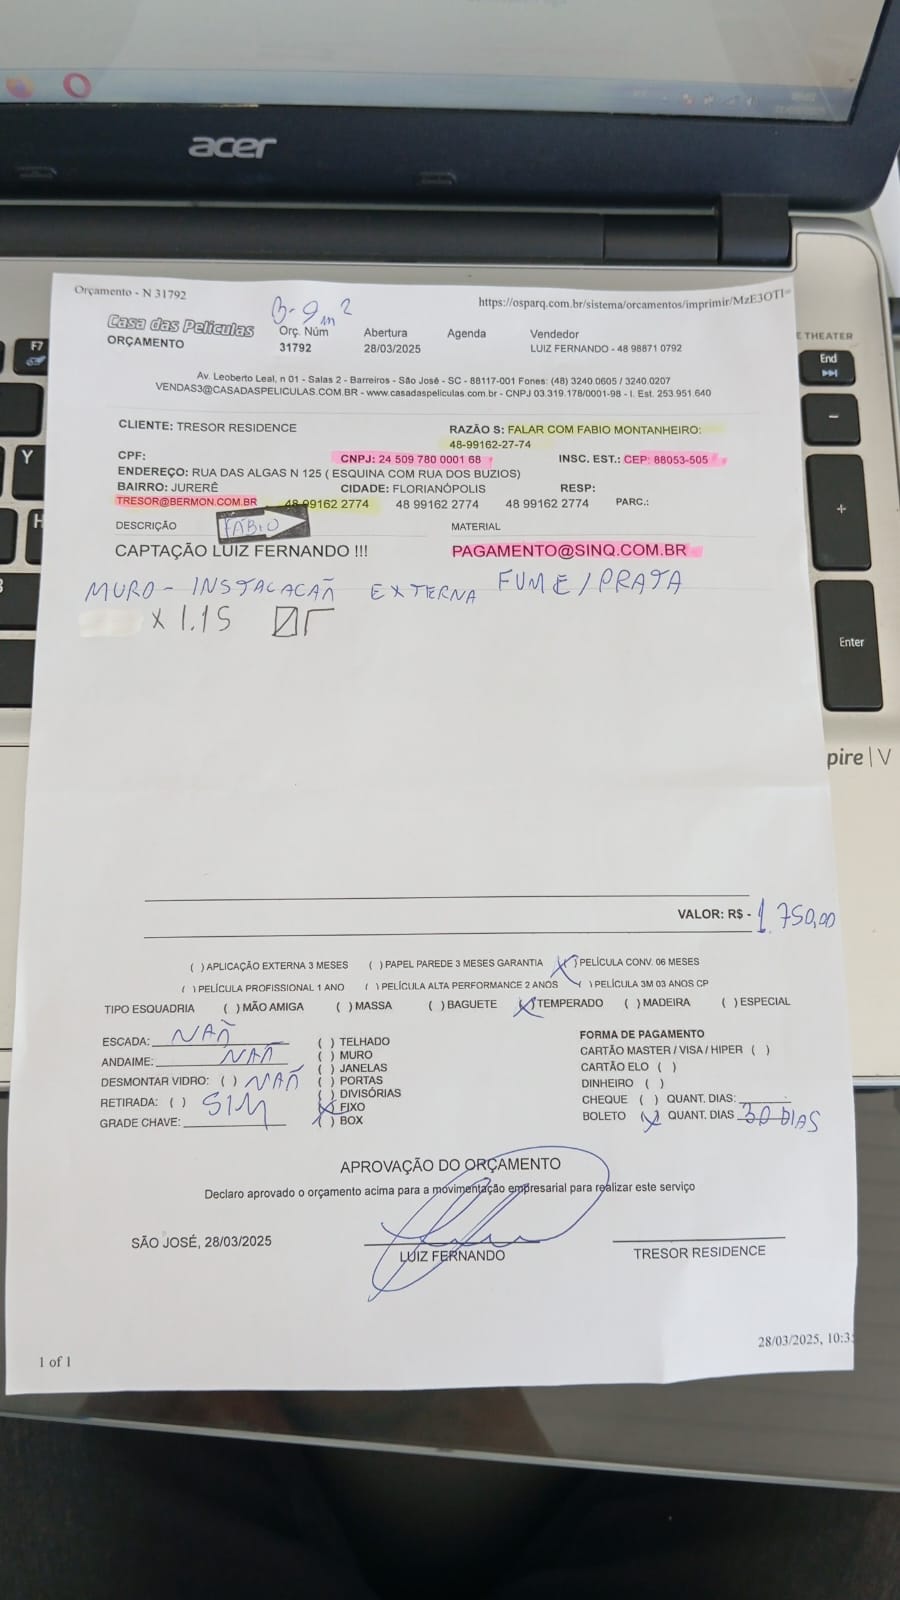 acer
Orçamento - N 31792
https://osparq.com.br/sistema/orcamentos/imprimir/MzE3OTI=
B-9m2
Casa das Películas
ORÇAMENTO
Orç. Núm
31792
Abertura
28/03/2025
Agenda
Vendedor
LUIZ FERNANDO - 48 98871 0792
Av. Leoberto Leal, n 01 - Salas 2 - Barreiros - São José - SC - 88117-001 Fones: (48) 3240.0605 / 3240.0207
VENDAS3@CASADASPELICULAS.COM.BR - www.casadaspeliculas.com.br - CNPJ 03.319.178/0001-98 - I. Est. 253.951.640
CLIENTE: TRESOR RESIDENCE
RAZÃO S: FALAR COM FABIO MONTANHEIRO:
48-99162-27-74
CPF:
CNPJ: 24 509 780 0001 68
INSC. EST.: CEP: 88053-505
ENDEREÇO: RUA DAS ALGAS N 125 ( ESQUINA COM RUA DOS BUZIOS)
BAIRRO: JURERÊ
CIDADE: FLORIANÓPOLIS
RESP:
TRESOR@BERMON.COM.BR
48 99162 2774
48 99162 2774
48 99162 2774
PARC.:
DESCRIÇÃO
FABIO
MATERIAL
CAPTAÇÃO LUIZ FERNANDO !!!
PAGAMENTO@SINQ.COM.BR
MURO - INSTACACAÕ EXTERNA FUME/PRATA
x 1.15
VALOR: R$ - 1.750,00
( ) APLICAÇÃO EXTERNA 3 MESES ( ) PAPEL PAREDE 3 MESES GARANTIA (X) PELÍCULA CONV. 06 MESES
( ) PELÍCULA PROFISSIONAL 1 ANO ( ) PELÍCULA ALTA PERFORMANCE 2 ANOS ( ) PELÍCULA 3M 03 ANOS CP
TIPO ESQUADRIA ( ) MÃO AMIGA ( ) MASSA ( ) BAGUETE (X) TEMPERADO ( ) MADEIRA ( ) ESPECIAL
ESCADA: NAÕ
ANDAIME: NAÕ
DESMONTAR VIDRO: ( ) NAÕ
RETIRADA: ( ) SIM
GRADE CHAVE:
( ) TELHADO
( ) MURO
( ) JANELAS
( ) PORTAS
( ) DIVISÓRIAS
(X) FIXO
( ) BOX
FORMA DE PAGAMENTO
CARTÃO MASTER / VISA / HIPER ( )
CARTÃO ELO ( )
DINHEIRO ( )
CHEQUE ( ) QUANT. DIAS:
BOLETO (X) QUANT. DIAS 30 DIAS
APROVAÇÃO DO ORÇAMENTO
Declaro aprovado o orçamento acima para a movimentação empresarial para realizar este serviço
SÃO JOSÉ, 28/03/2025
LUIZ FERNANDO
TRESOR RESIDENCE
28/03/2025, 10:3
1 of 1
F7
Y
H
E THEATER
End
-
+
Enter
pire | V